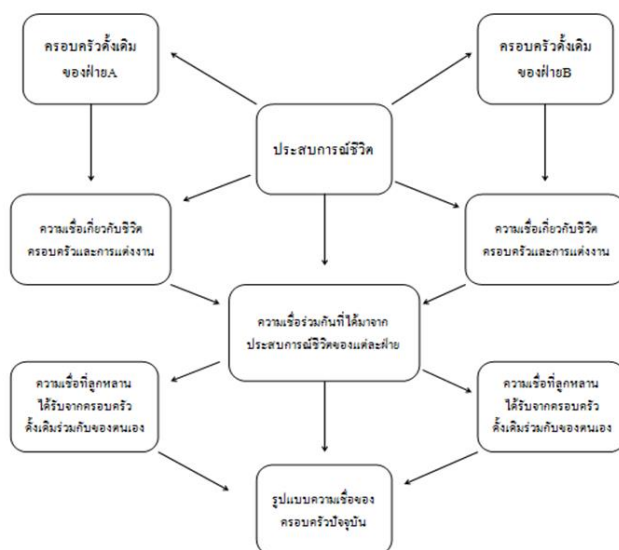 ครอบครัวดั้งเดิม
ของฝ่ายA
ครอบครัวดั้งเดิม
ของฝ่ายB
ประสบการณ์ชีวิต
ความเชื่อเกี่ยวกับชีวิต
ครอบครัวและการแต่งงาน
ความเชื่อเกี่ยวกับชีวิต
ครอบครัวและการแต่งงาน
ความเชื่อร่วมกันที่ได้มาจาก
ประสบการณ์ชีวิตของแต่ละฝ่าย
ความเชื่อที่ลูกหลาน
ได้รับจากครอบครัว
ดั้งเดิมร่วมกับของตนเอง
ความเชื่อที่ลูกหลาน
ได้รับจากครอบครัว
ดั้งเดิมร่วมกับของตนเอง
รูปแบบความเชื่อของ
ครอบครัวปัจจุบัน